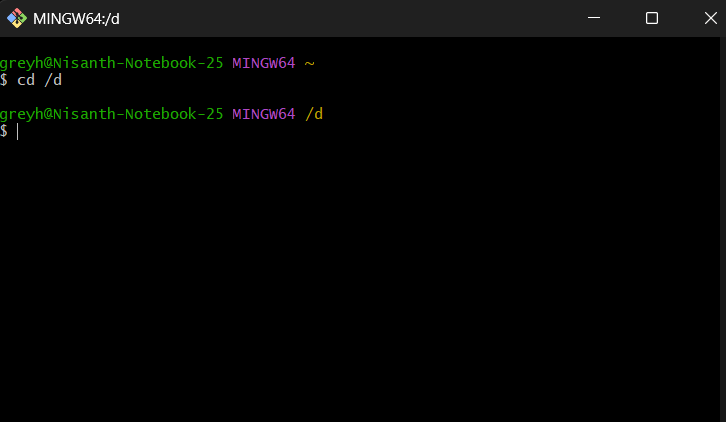 MINGW64:/d
greyh@Nisanth-Notebook-25 MINGW64 ~
$ cd /d
greyh@Nisanth-Notebook-25 MINGW64 /d
$